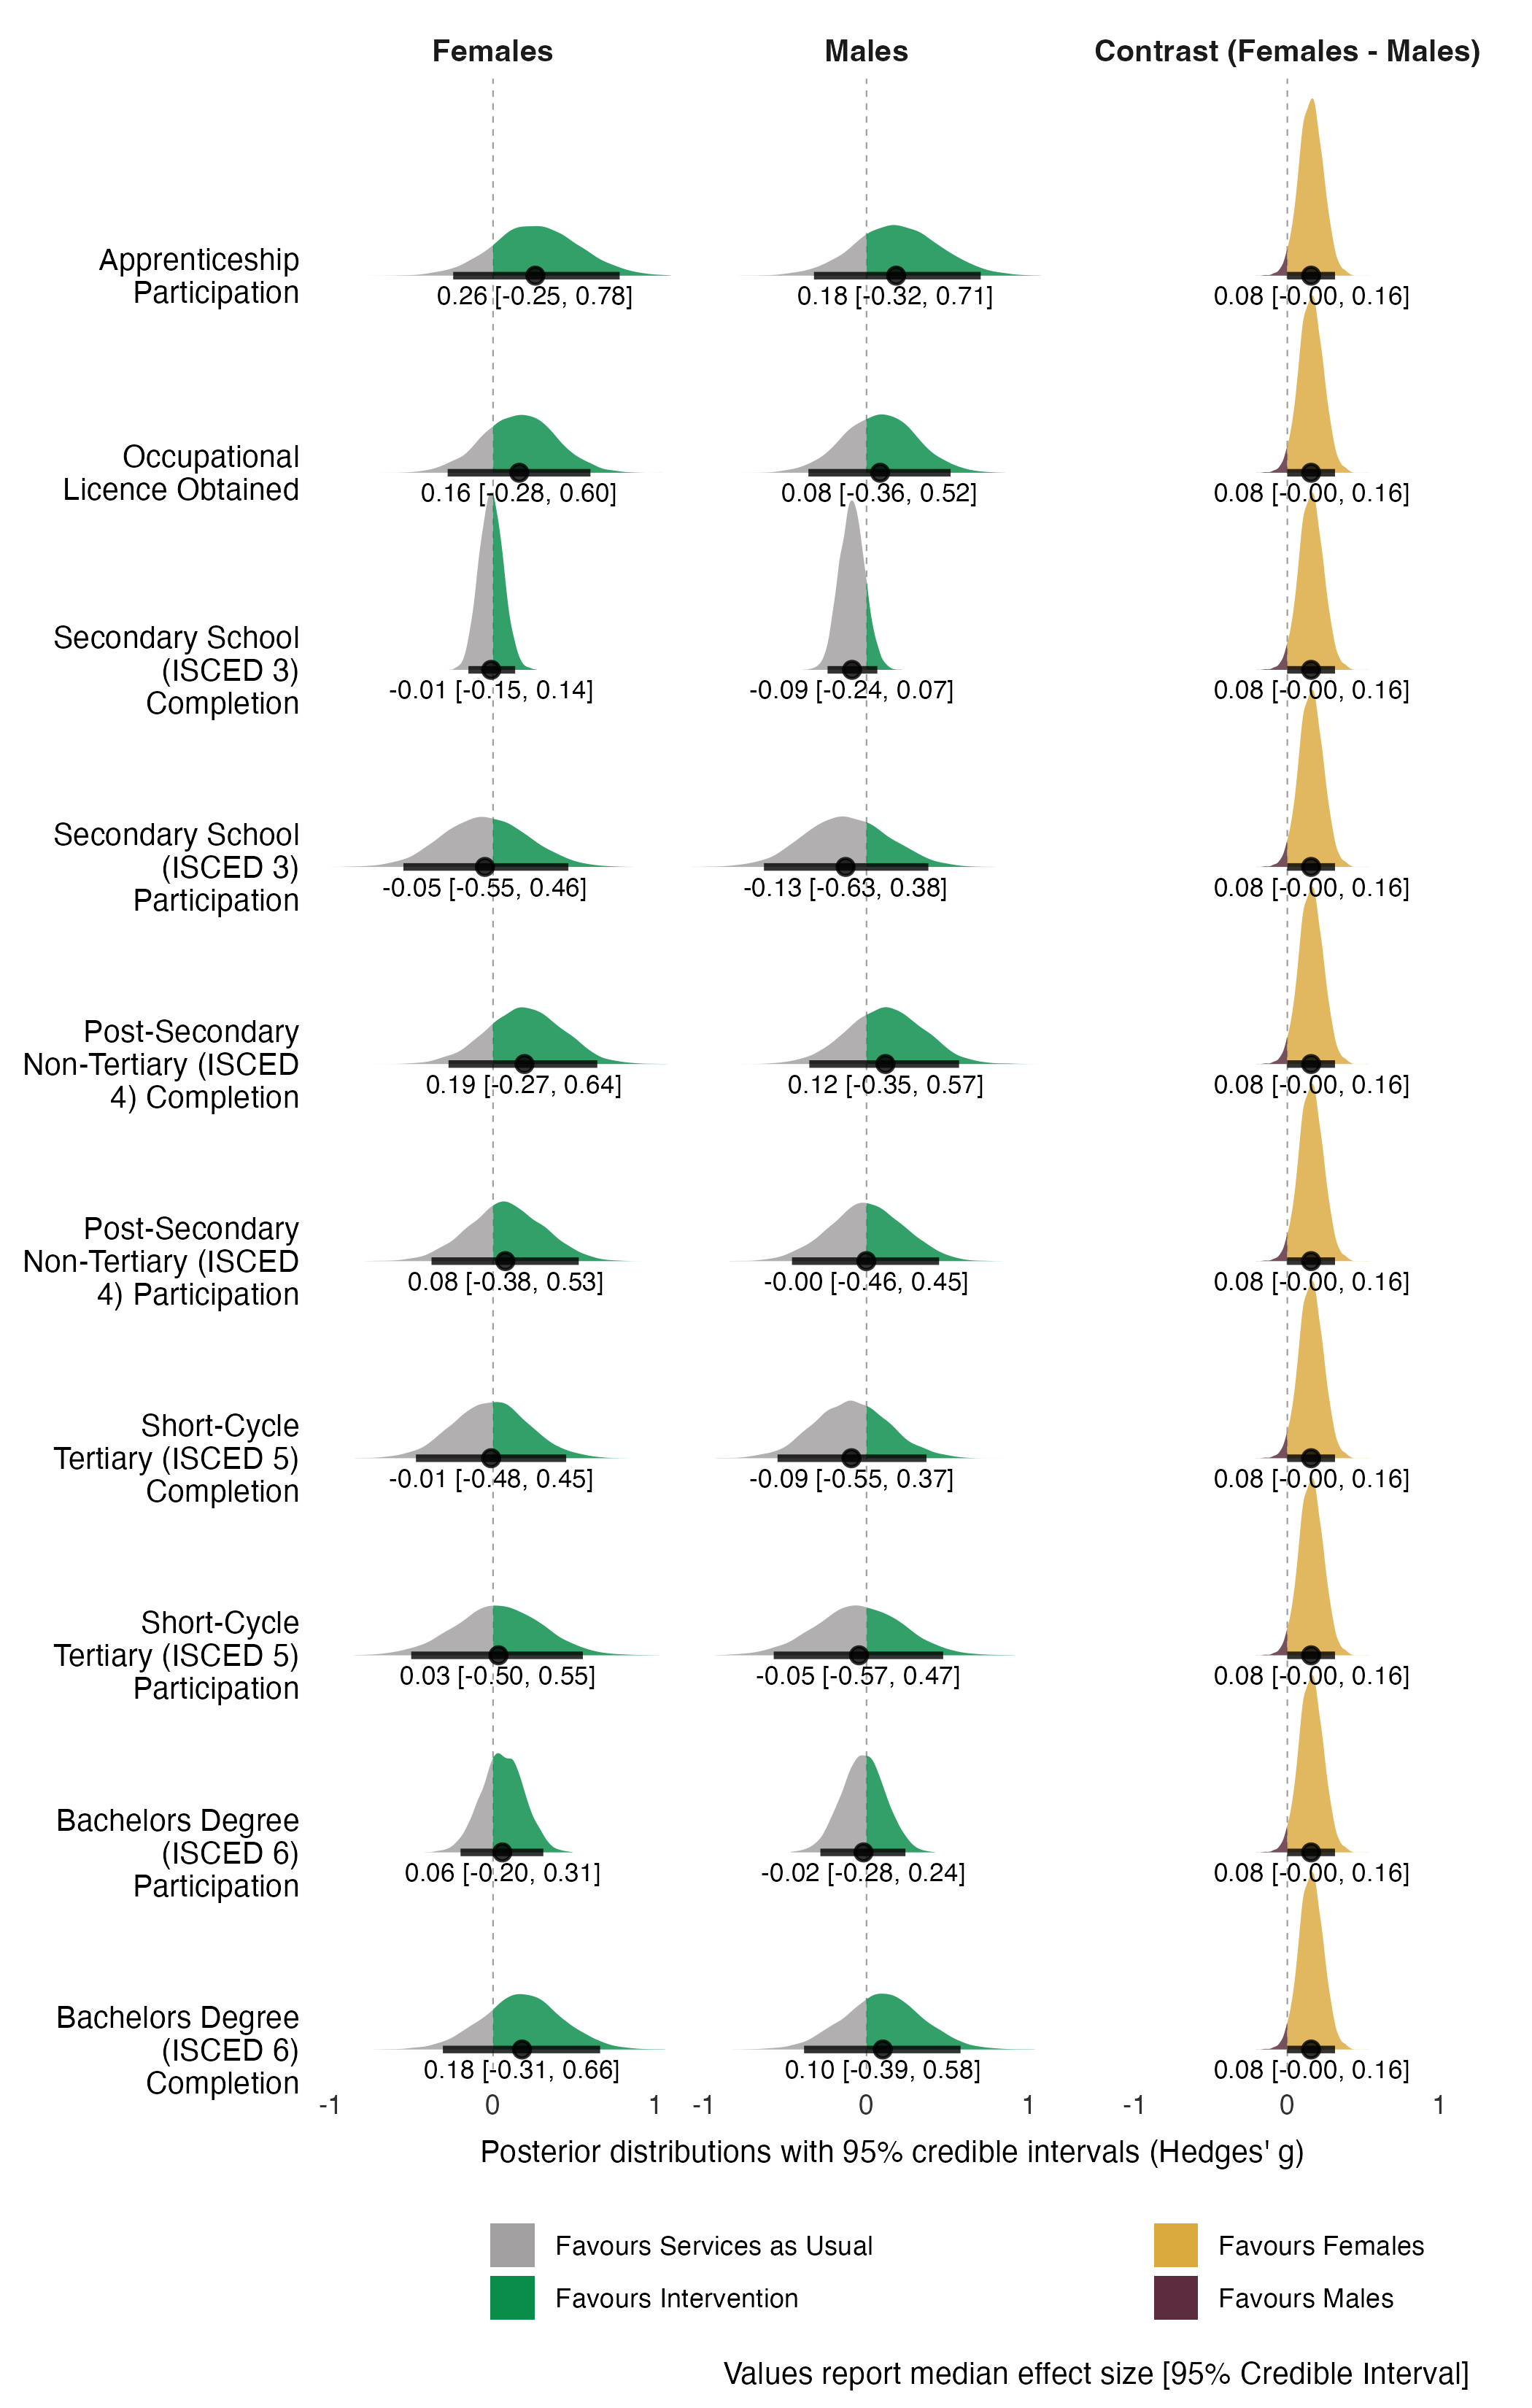 Females Males Contrast (Females - Males)
Apprenticeship
Participation
0.26 [-0.25, 0.78] 0.18 [-0.32, 0.71] 0.08 [-0.00, 0.16]
Occupational
Licence Obtained
0.16 [-0.28, 0.60] 0.08 [-0.36, 0.52] 0.08 [-0.00, 0.16]
Secondary School
(ISCED 3)
Completion
-0.01 [-0.15, 0.14] -0.09 [-0.24, 0.07] 0.08 [-0.00, 0.16]
Secondary School
(ISCED 3)
Participation
-0.05 [-0.55, 0.46] -0.13 [-0.63, 0.38] 0.08 [-0.00, 0.16]
Post-Secondary
Non-Tertiary (ISCED
4) Completion
0.19 [-0.27, 0.64] 0.12 [-0.35, 0.57] 0.08 [-0.00, 0.16]
Post-Secondary
Non-Tertiary (ISCED
4) Participation
0.08 [-0.38, 0.53] -0.00 [-0.46, 0.45] 0.08 [-0.00, 0.16]
Short-Cycle
Tertiary (ISCED 5)
Completion
-0.01 [-0.48, 0.45] -0.09 [-0.55, 0.37] 0.08 [-0.00, 0.16]
Short-Cycle
Tertiary (ISCED 5)
Participation
0.03 [-0.50, 0.55] -0.05 [-0.57, 0.47] 0.08 [-0.00, 0.16]
Bachelors Degree
(ISCED 6)
Participation
0.06 [-0.20, 0.31] -0.02 [-0.28, 0.24] 0.08 [-0.00, 0.16]
Bachelors Degree
(ISCED 6)
Completion
0.18 [-0.31, 0.66] 0.10 [-0.39, 0.58] 0.08 [-0.00, 0.16]
-1 0 1 -1 0 1 -1 0 1
Posterior distributions with 95% credible intervals (Hedges' g)
Favours Services as Usual Favours Females
Favours Intervention Favours Males
Values report median effect size [95% Credible Interval]